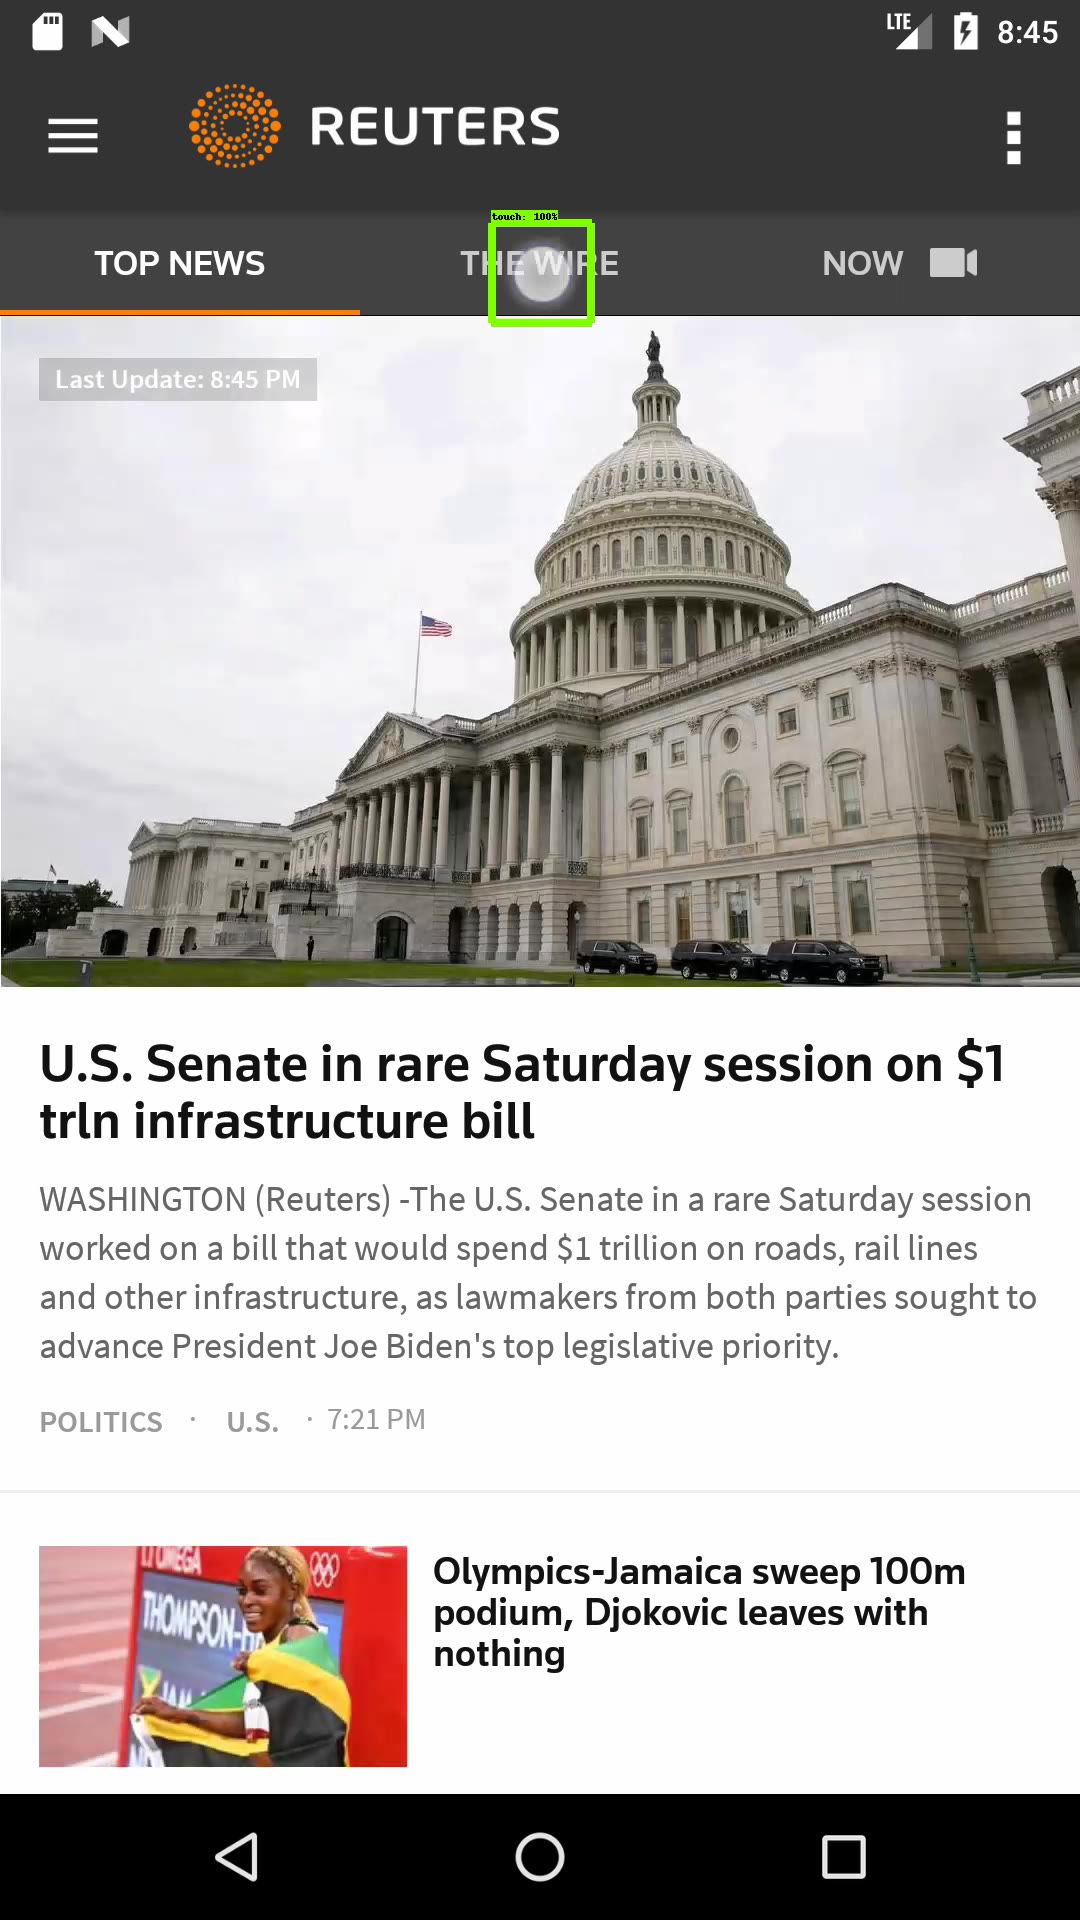 LTE 8:45
REUTERS
touch: 100%
TOP NEWS THE WIRE NOW
Last Update: 8:45 PM
U.S. Senate in rare Saturday session on $1
trln infrastructure bill
WASHINGTON (Reuters) -The U.S. Senate in a rare Saturday session
worked on a bill that would spend $1 trillion on roads, rail lines
and other infrastructure, as lawmakers from both parties sought to
advance President Joe Biden's top legislative priority.
POLITICS · U.S. · 7:21 PM
OMEGA
THOMPSON-
JAM
Olympics-Jamaica sweep 100m
podium, Djokovic leaves with
nothing